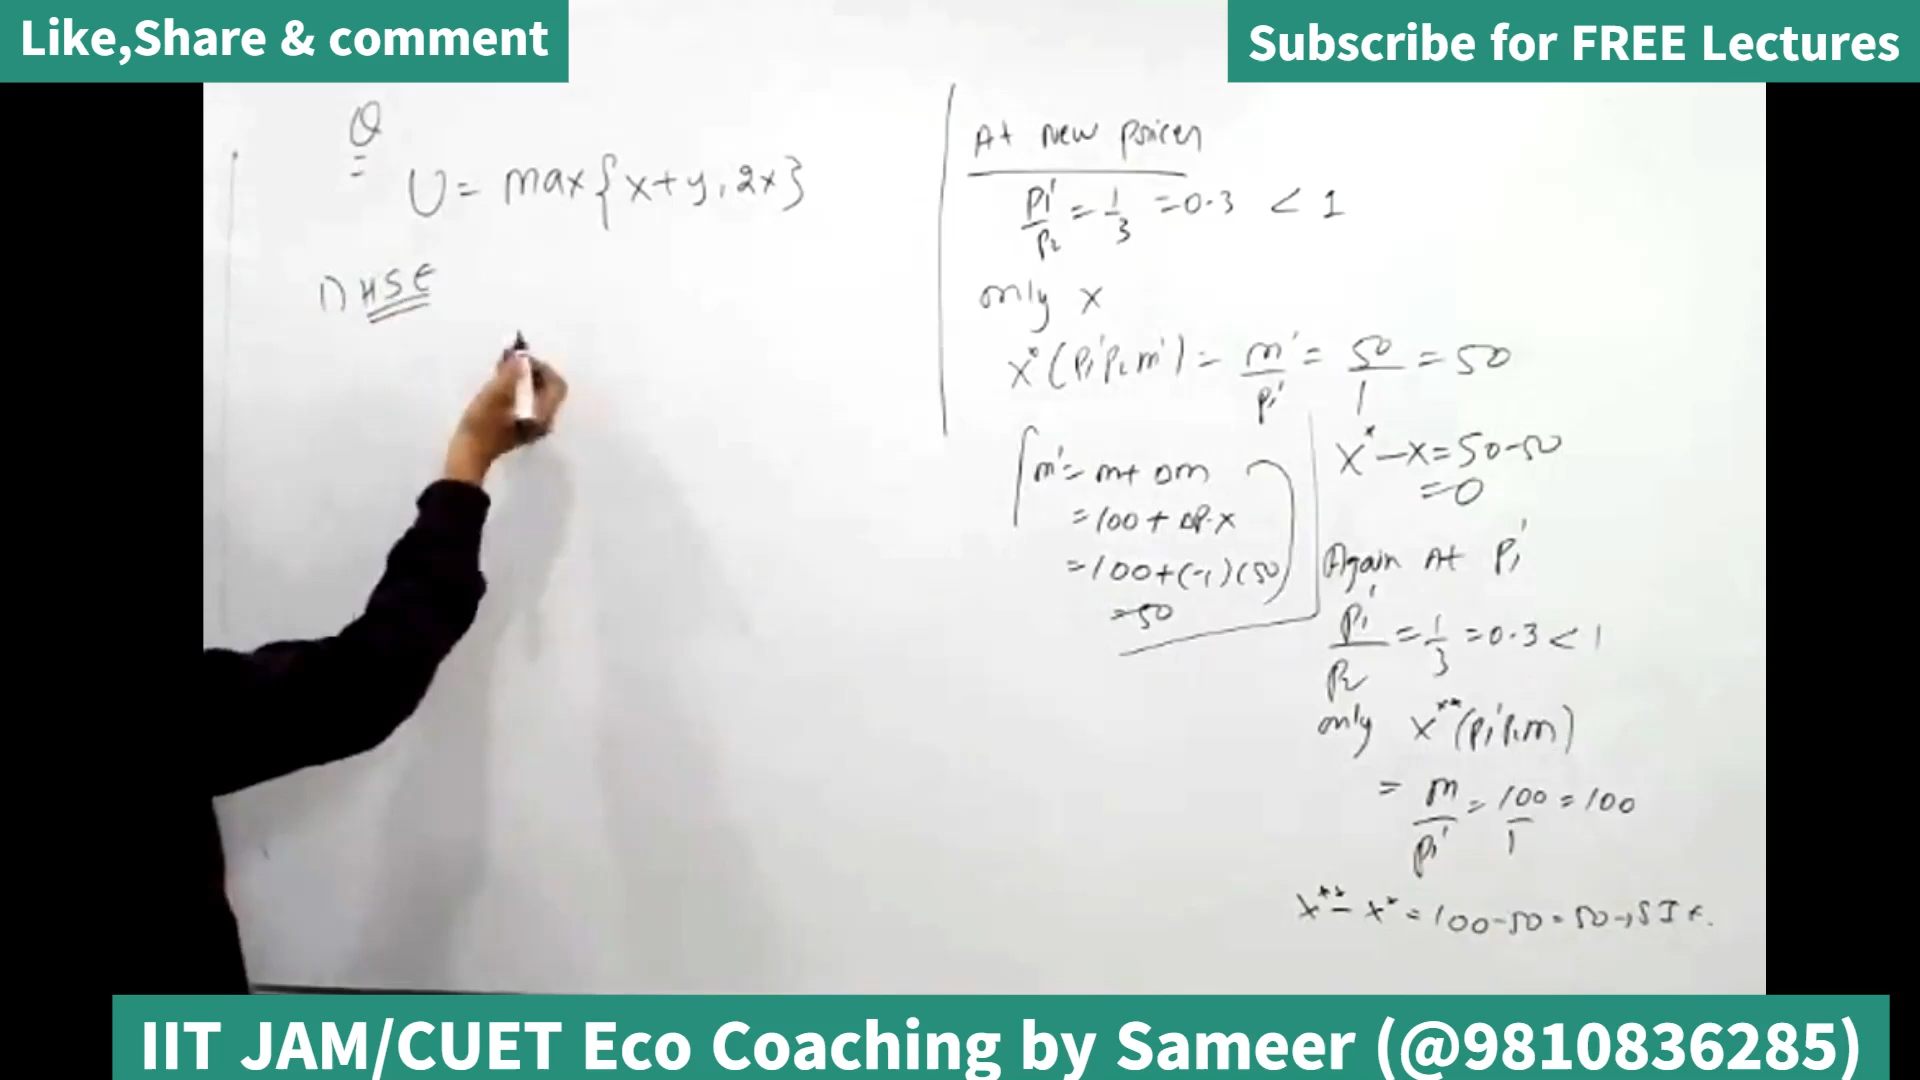 Like,Share & comment
Subscribe for FREE Lectures
Q
=
U = max{x+y, 2x}
1) HSE
At new prices
P1'/P2 = 1/3 = 0.3 < 1
only x
x*(P1'P2m') = m'/P1' = 50/1 = 50
m' = m + Δm
= 100 + ΔP.x
= 100 + (-1)(50)
= 50
x* - x = 50-50
= 0
Again At P1'
P1'/P2 = 1/3 = 0.3 < 1
only x**(P1'P2m)
= m/P1' = 100/1 = 100
x** - x* = 100-50 = 50 → SIE.
IIT JAM/CUET Eco Coaching by Sameer (@9810836285)